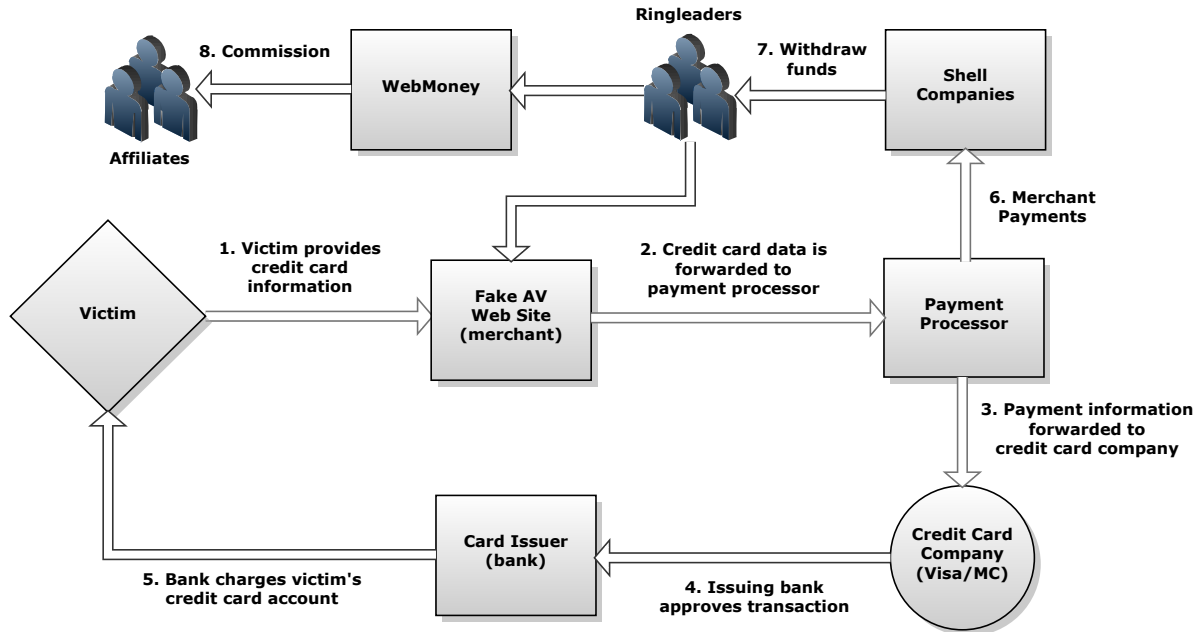 Ringleaders
8. Commission
WebMoney
7. Withdraw
funds
Shell
Companies
Affiliates
6. Merchant
Payments
1. Victim provides
credit card
information
2. Credit card data is
forwarded to
payment processor
Victim
Fake AV
Web Site
(merchant)
Payment
Processor
3. Payment information
forwarded to
credit card company
Card Issuer
(bank)
Credit Card
Company
(Visa/MC)
5. Bank charges victim's
credit card account
4. Issuing bank
approves transaction